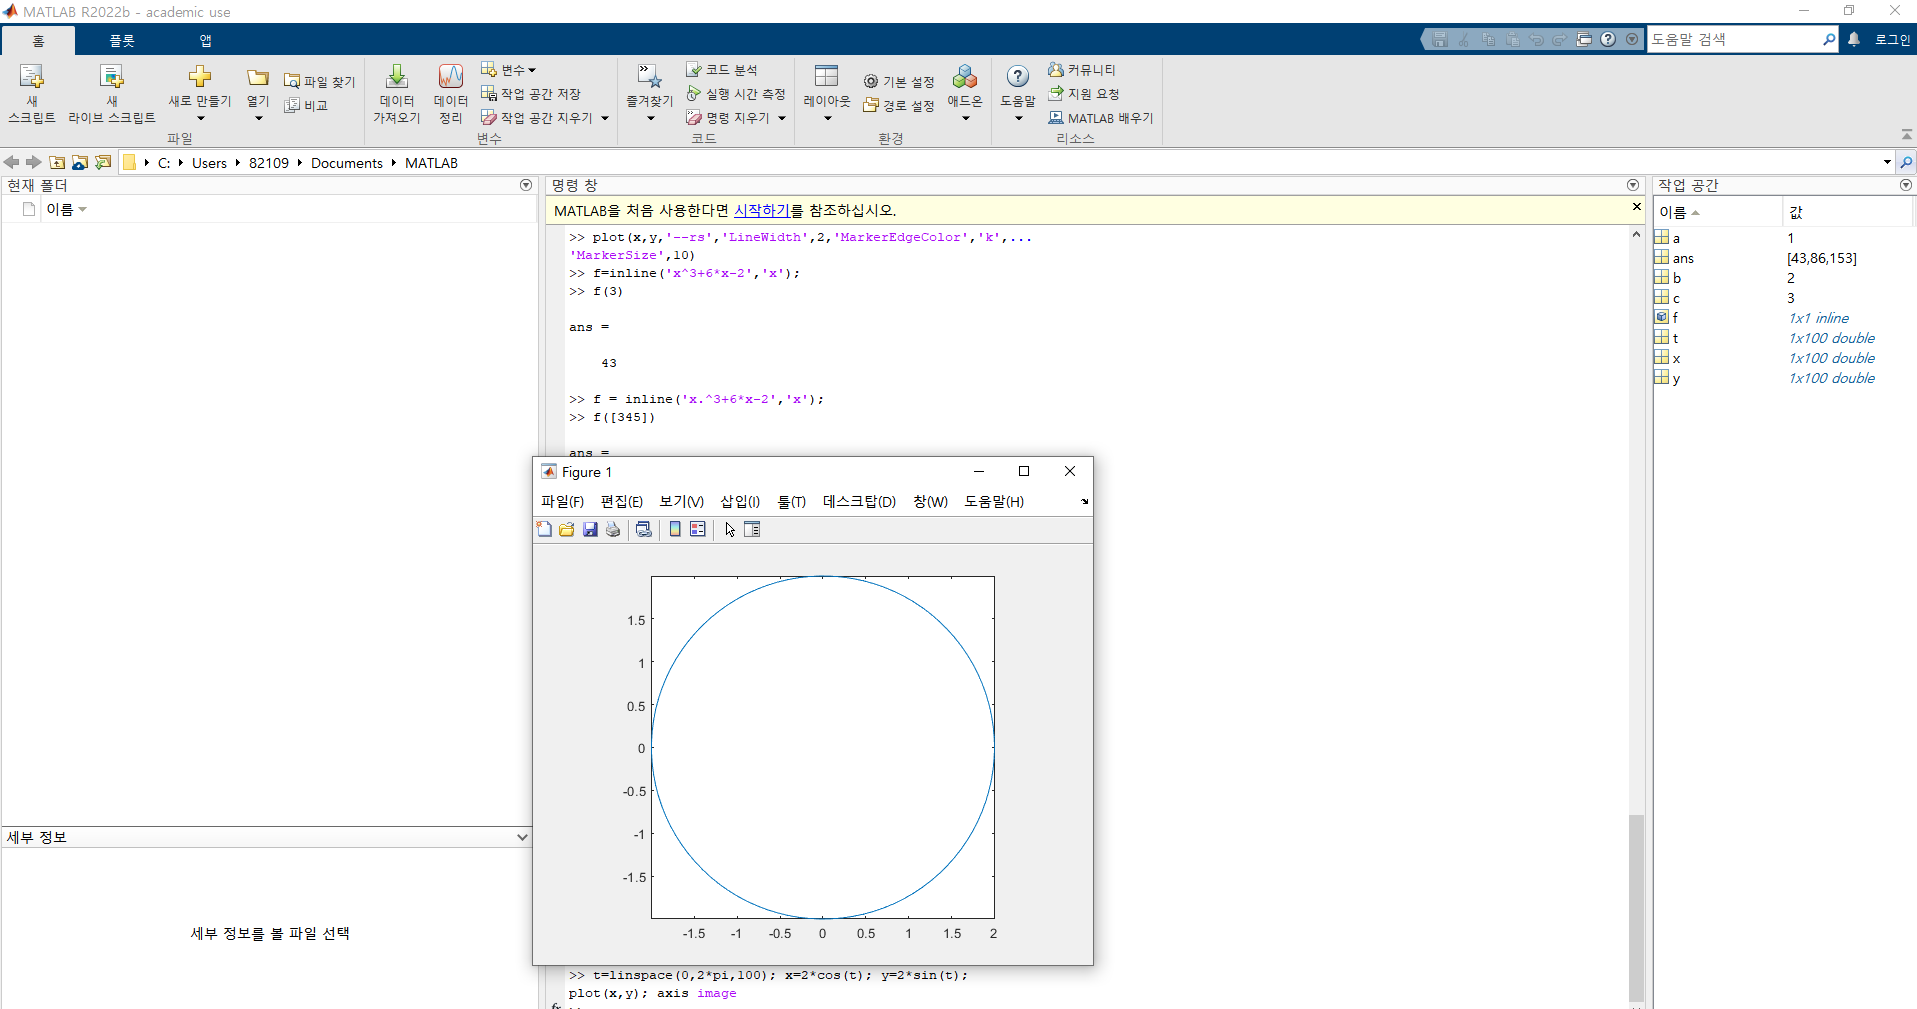 MATLAB R2022b - academic use
홈 플롯 앱
도움말 검색 로그인
새 스크립트
새 라이브 스크립트
새로 만들기
열기
파일 찾기
비교
파일
데이터 가져오기
데이터 정리
변수
작업 공간 저장
작업 공간 지우기
변수
즐겨찾기
코드 분석
실행 시간 측정
명령 지우기
코드
레이아웃
기본 설정
경로 설정
애드온
환경
도움말
커뮤니티
지원 요청
MATLAB 배우기
리소스
C: Users 82109 Documents MATLAB
현재 폴더
이름
세부 정보
세부 정보를 볼 파일 선택
명령 창
MATLAB을 처음 사용한다면 시작하기를 참조하십시오.
>> plot(x,y,'--rs','LineWidth',2,'MarkerEdgeColor','k',...
'MarkerSize',10)
>> f=inline('x^3+6*x-2','x');
>> f(3)
ans =
43
>> f = inline('x.^3+6*x-2','x');
>> f([345])
ans =
Figure 1
파일(F) 편집(E) 보기(V) 삽입(I) 툴(T) 데스크탑(D) 창(W) 도움말(H)
1.5
1
0.5
0
-0.5
-1
-1.5
-1.5 -1 -0.5 0 0.5 1 1.5 2
>> t=linspace(0,2*pi,100); x=2*cos(t); y=2*sin(t);
plot(x,y); axis image
작업 공간
이름 값
a 1
ans [43,86,153]
b 2
c 3
f 1x1 inline
t 1x100 double
x 1x100 double
y 1x100 double